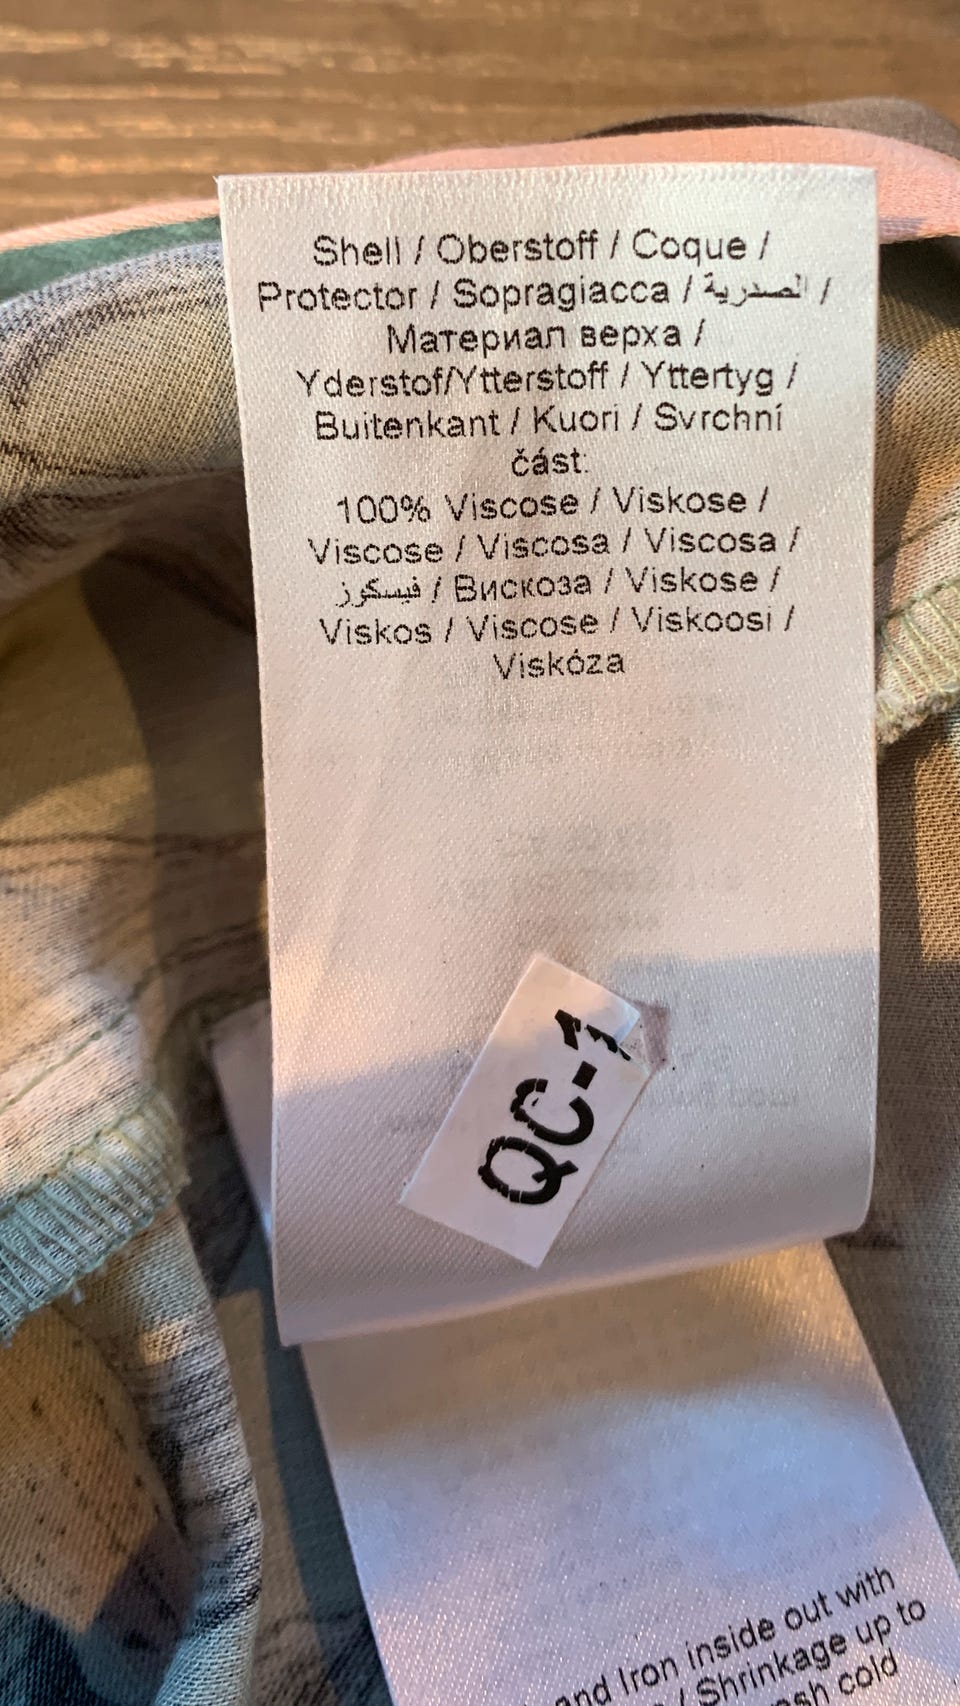 Shell / Oberstoff / Coque /
Protector / Sopragiacca / الصدرية /
Материал верха /
Yderstof/Ytterstoff / Yttertyg /
Buitenkant / Kuori / Svrchní
část:
100% Viscose / Viskose /
Viscose / Viscosa / Viscosa /
فيسكوز / Вискоза / Viskose /
Viskos / Viscose / Viskoosi /
Viskóza
QC-1
and Iron inside out with
/ Shrinkage up to
cold